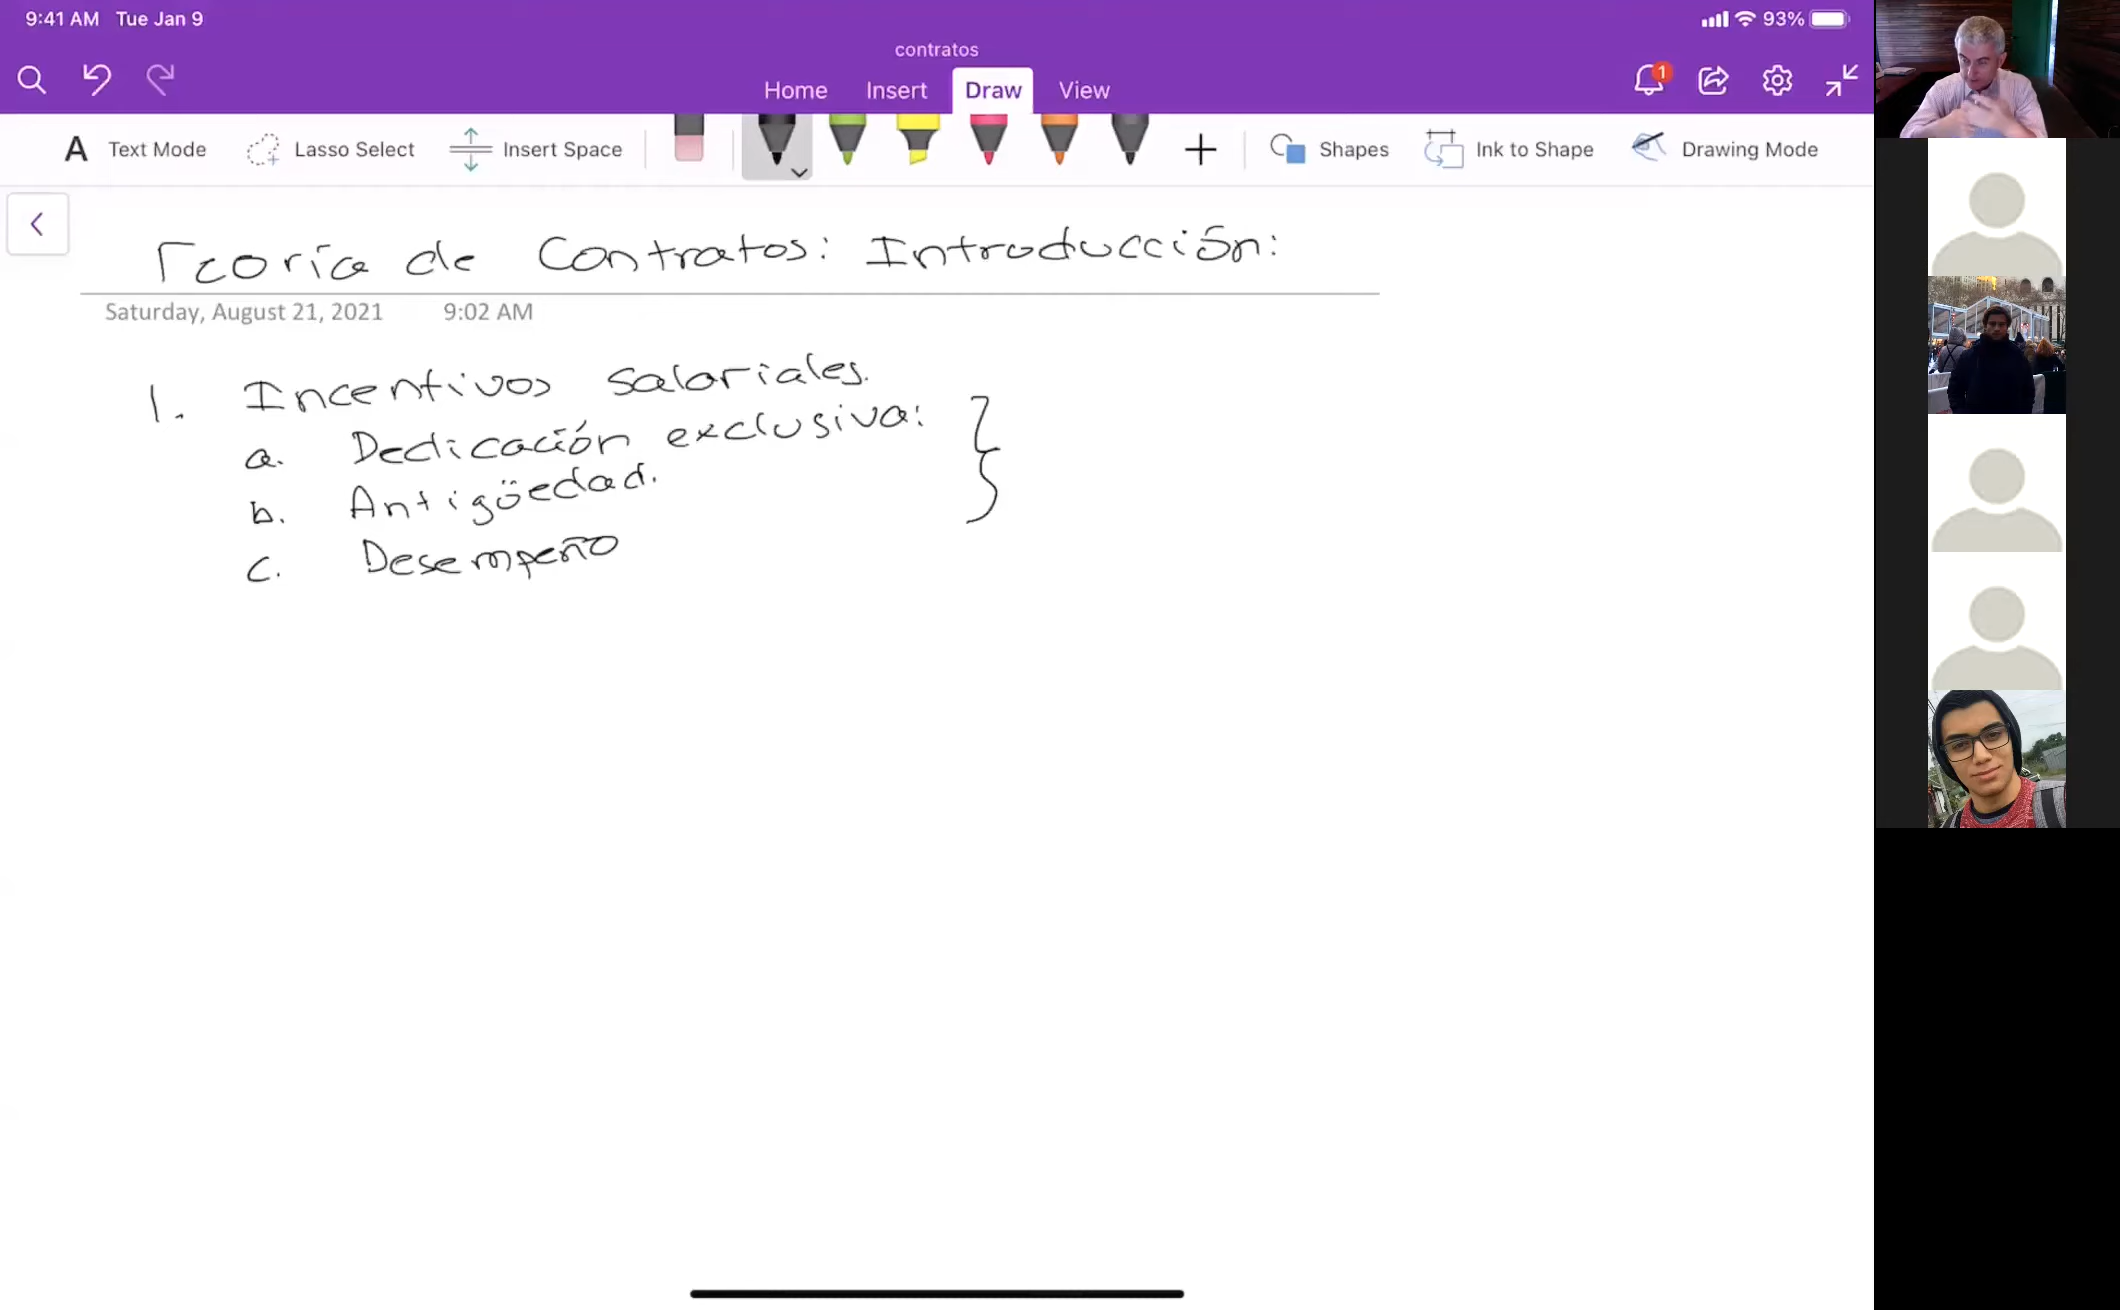 9:41 AM Tue Jan 9
93%
contratos
Home Insert Draw View
1
A Text Mode Lasso Select Insert Space Shapes Ink to Shape Drawing Mode
Teoría de Contratos: Introducción:
Saturday, August 21, 2021 9:02 AM
1. Incentivos salariales.
a. Dedicación exclusiva:
b. Antigüedad.
c. Desempeño